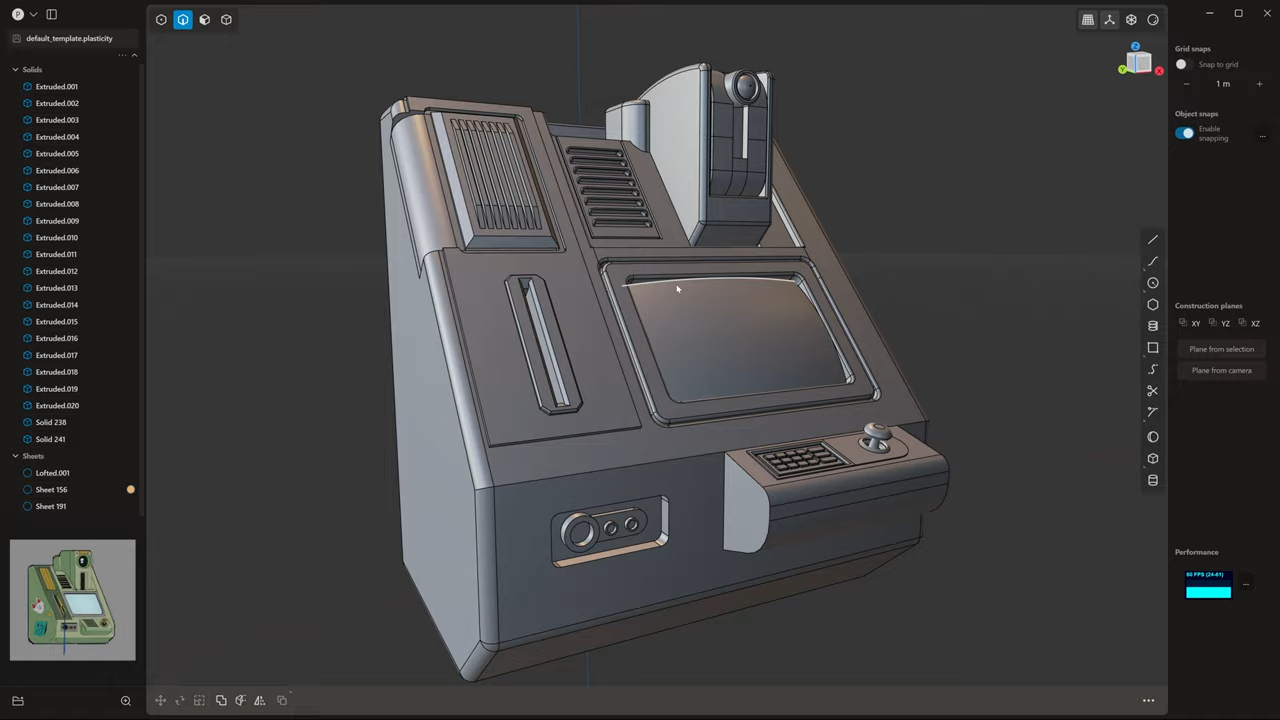 P
default_template.plasticity
Solids
Extruded.001
Extruded.002
Extruded.003
Extruded.004
Extruded.005
Extruded.006
Extruded.007
Extruded.008
Extruded.009
Extruded.010
Extruded.011
Extruded.012
Extruded.013
Extruded.014
Extruded.015
Extruded.016
Extruded.017
Extruded.018
Extruded.019
Extruded.020
Solid 238
Solid 241
Sheets
Lofted.001
Sheet 156
Sheet 191
Z
Y
X
Grid snaps
Snap to grid
1 m
Object snaps
Enable
snapping
Construction planes
XY YZ XZ
Plane from selection
Plane from camera
Performance
60 FPS (24-61)